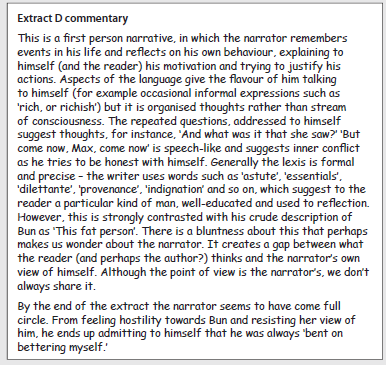 Extract D commentary
This is a first person narrative, in which the narrator remembers
events in his life and reflects on his own behaviour, explaining to
himself (and the reader) his motivation and trying to justify his
actions. Aspects of the language give the flavour of him talking
to himself (for example occasional informal expressions such as
'rich, or richish') but it is organised thoughts rather than stream
of consciousness. The repeated questions, addressed to himself
suggest thoughts, for instance, 'And what was it that she saw?' 'But
come now, Max, come now' is speech-like and suggests inner conflict
as he tries to be honest with himself. Generally the lexis is formal
and precise – the writer uses words such as 'astute', 'essentials',
'dilettante', 'provenance', 'indignation' and so on, which suggest to the
reader a particular kind of man, well-educated and used to reflection.
However, this is strongly contrasted with his crude description of
Bun as 'This fat person'. There is a bluntness about this that perhaps
makes us wonder about the narrator. It creates a gap between what
the reader (and perhaps the author?) thinks and the narrator's own
view of himself. Although the point of view is the narrator's, we don't
always share it.
By the end of the extract the narrator seems to have come full
circle. From feeling hostility towards Bun and resisting her view of
him, he ends up admitting to himself that he was always 'bent on
bettering myself.'